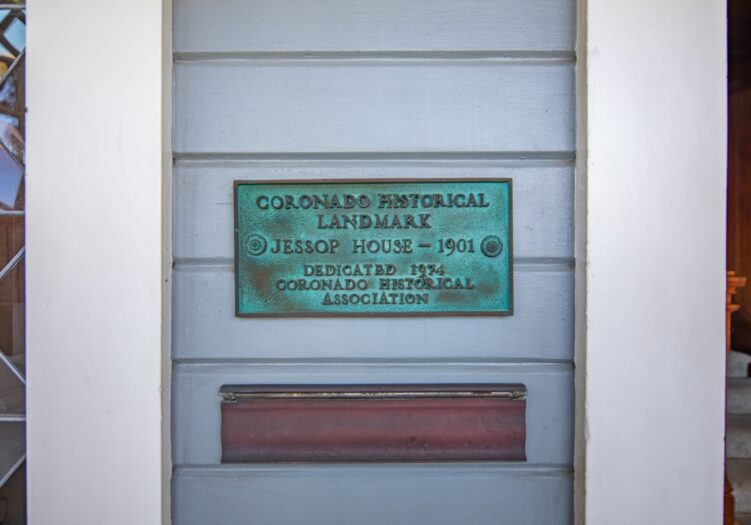 CORONADO HISTORICAL
LANDMARK
JESSOP HOUSE – 1901
DEDICATED 1974
CORONADO HISTORICAL
ASSOCIATION